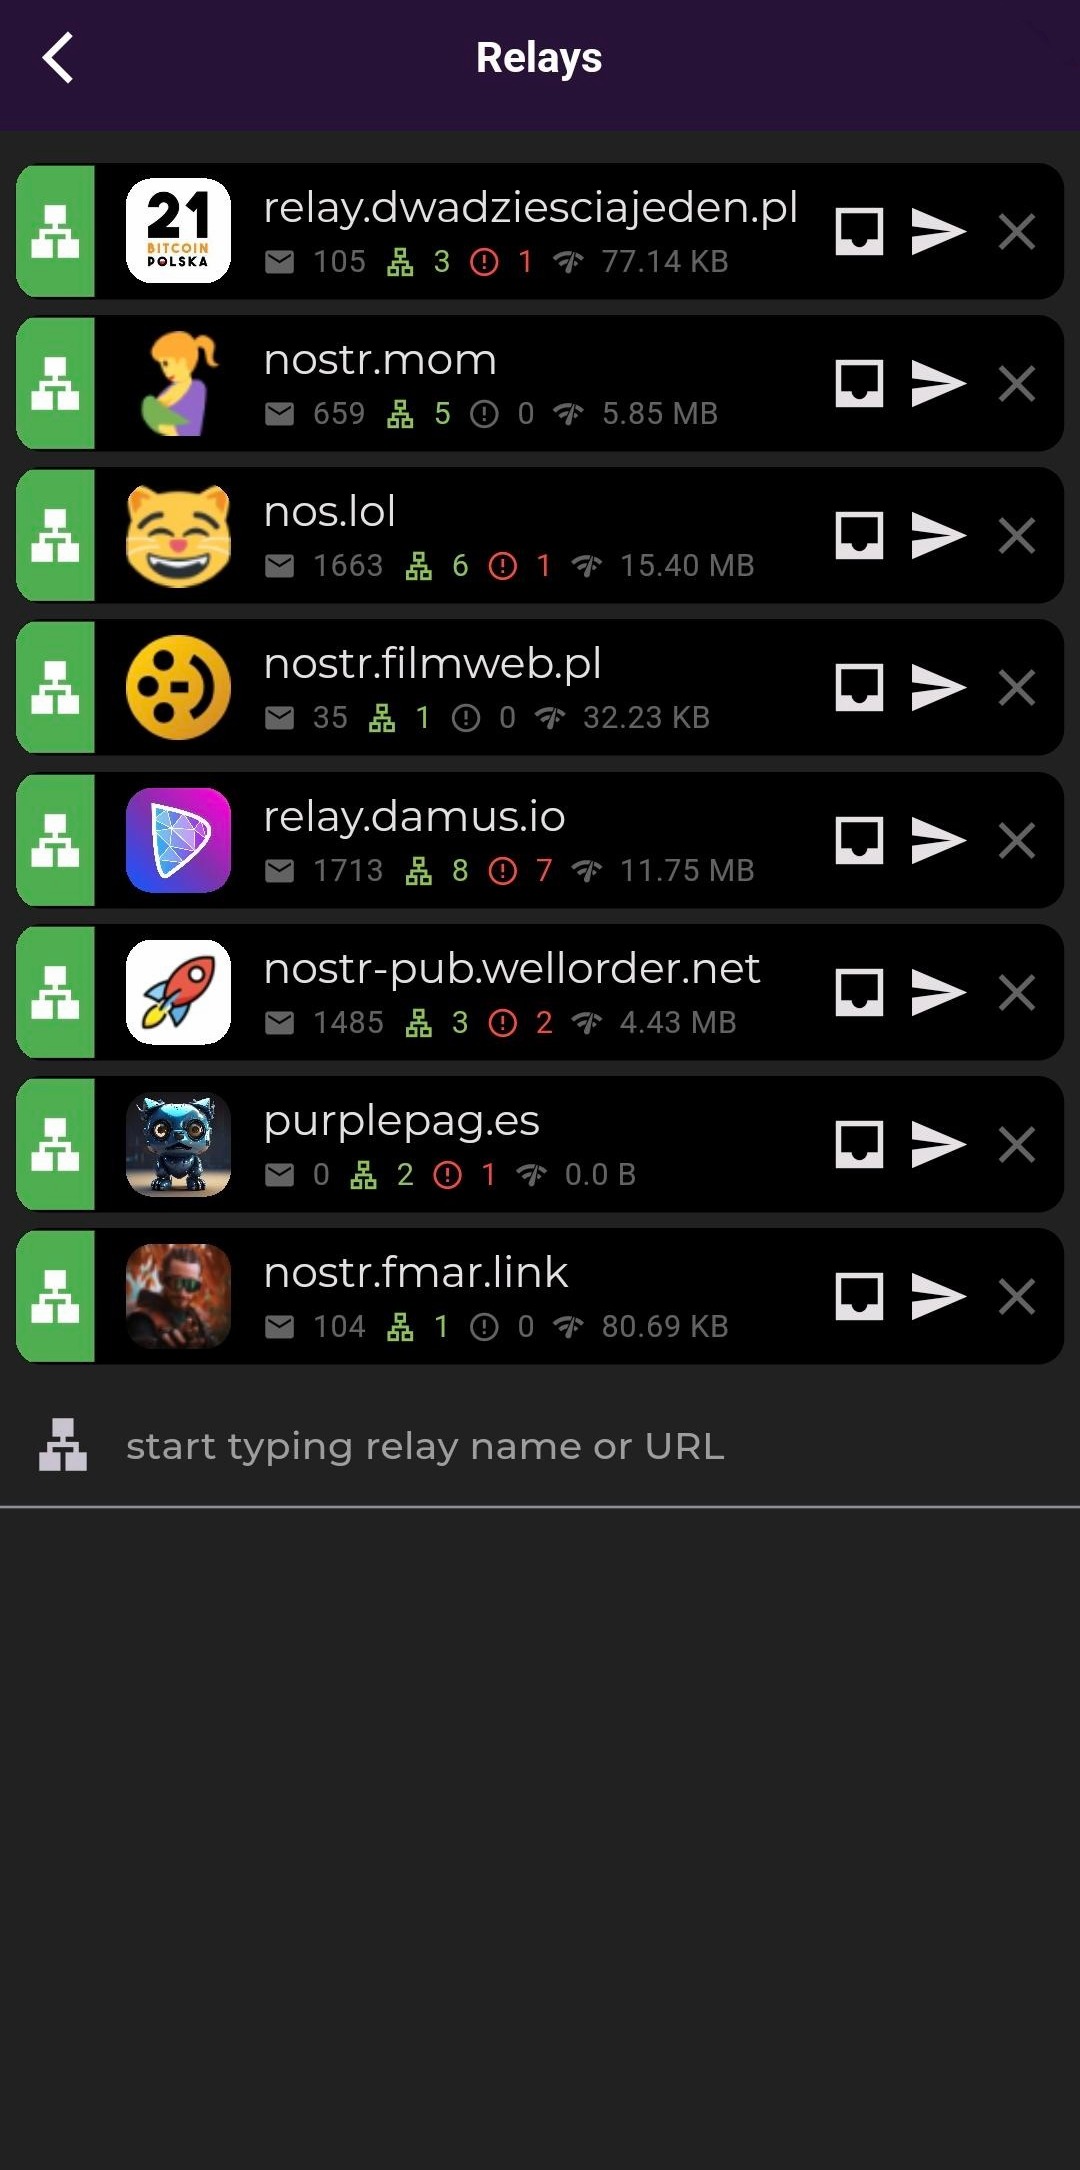 Relays
21
BITCOIN
POLSKA
relay.dwadziesciajeden.pl
105 3 1 77.14 KB
nostr.mom
659 5 0 5.85 MB
nos.lol
1663 6 1 15.40 MB
nostr.filmweb.pl
35 1 0 32.23 KB
relay.damus.io
1713 8 7 11.75 MB
nostr-pub.wellorder.net
1485 3 2 4.43 MB
purplepag.es
0 2 1 0.0 B
nostr.fmar.link
104 1 0 80.69 KB
start typing relay name or URL